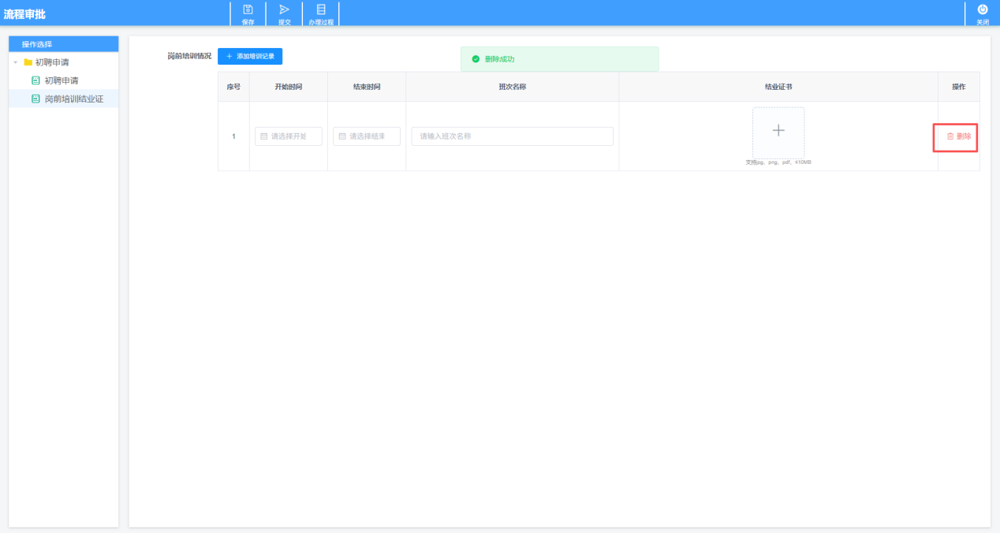 流程审批
保存
提交
办理过程
关闭
操作选择
初聘申请
初聘申请
岗前培训结业证
岗前培训情况
添加培训记录
删除成功
序号 开始时间 结束时间 班次名称 结业证书 操作
1 请选择开始 请选择结束 请输入班次名称 删除
支持jpg、png、pdf，≤10MB